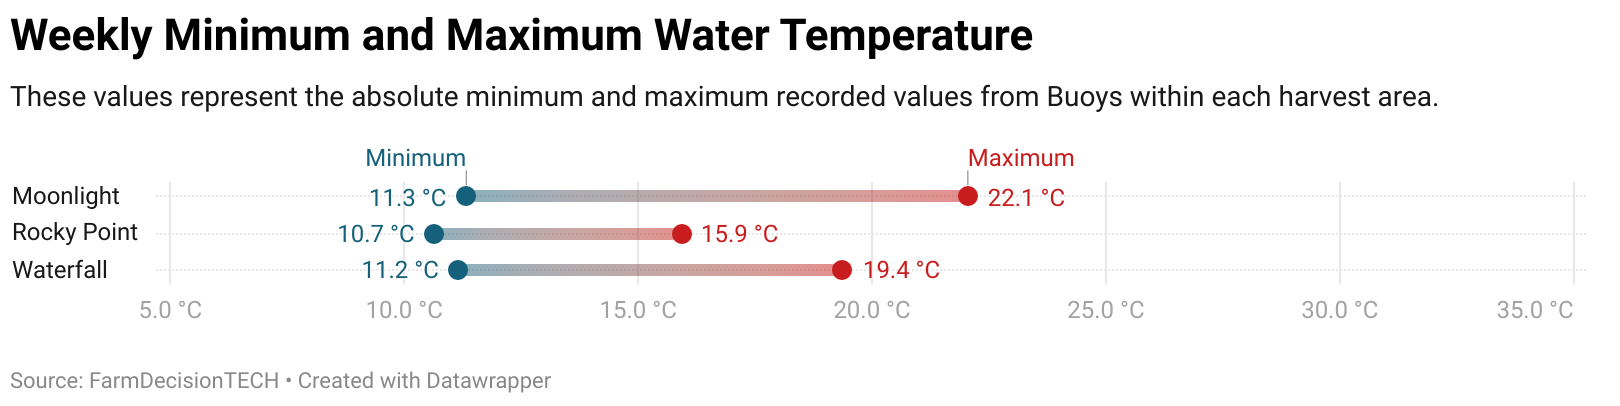 Weekly Minimum and Maximum Water Temperature
These values represent the absolute minimum and maximum recorded values from Buoys within each harvest area.
Minimum Maximum
Moonlight 11.3 °C 22.1 °C
Rocky Point 10.7 °C 15.9 °C
Waterfall 11.2 °C 19.4 °C
5.0 °C 10.0 °C 15.0 °C 20.0 °C 25.0 °C 30.0 °C 35.0 °C
Source: FarmDecisionTECH • Created with Datawrapper